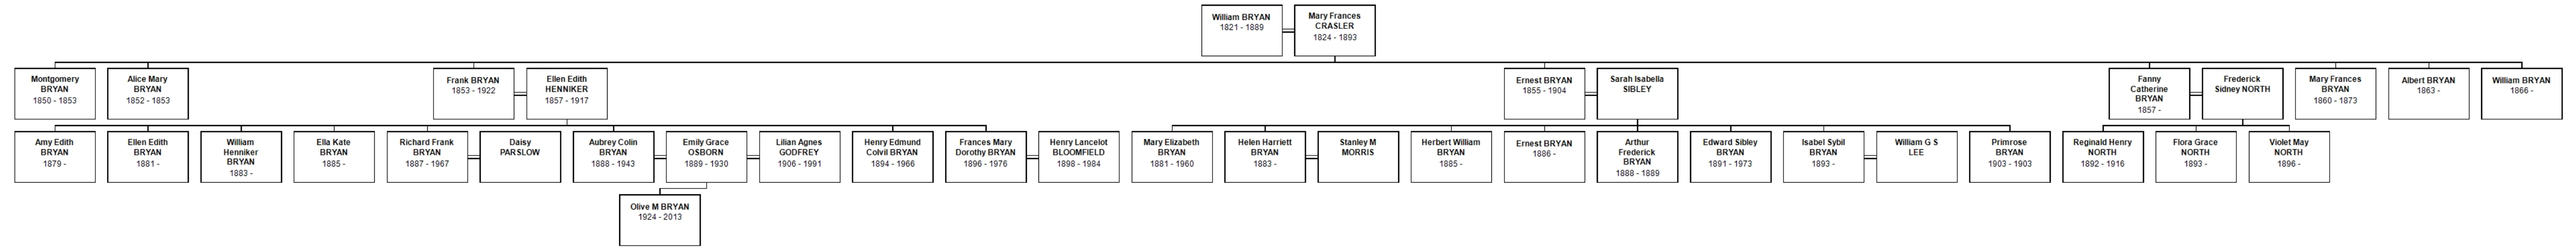 William BRYAN
1821 - 1889
Mary Frances
CRASLER
1824 - 1893
Montgomery
BRYAN
1850 - 1853
Alice Mary
BRYAN
1852 - 1853
Frank BRYAN
1853 - 1922
Ellen Edith
HENNIKER
1857 - 1917
Ernest BRYAN
1855 - 1904
Sarah Isabella
SIBLEY
Fanny
Catherine
BRYAN
1857 -
Frederick
Sidney NORTH
Mary Frances
BRYAN
1860 - 1873
Albert BRYAN
1863 -
William BRYAN
1866 -
Amy Edith
BRYAN
1879 -
Ellen Edith
BRYAN
1881 -
William
Henniker
BRYAN
1883 -
Ella Kate
BRYAN
1885 -
Richard Frank
BRYAN
1887 - 1967
Daisy
PARSLOW
Aubrey Colin
BRYAN
1888 - 1943
Emily Grace
OSBORN
1889 - 1930
Lilian Agnes
GODFREY
1906 - 1991
Henry Edmund
Colvil BRYAN
1894 - 1966
Frances Mary
Dorothy BRYAN
1896 - 1976
Henry Lancelot
BLOOMFIELD
1898 - 1984
Mary Elizabeth
BRYAN
1881 - 1960
Helen Harriett
BRYAN
1883 -
Stanley M
MORRIS
Herbert William
BRYAN
1885 -
Ernest BRYAN
1886 -
Arthur
Frederick
BRYAN
1888 - 1889
Edward Sibley
BRYAN
1891 - 1973
Isabel Sybil
BRYAN
1893 -
William G S
LEE
Primrose
BRYAN
1903 - 1903
Reginald Henry
NORTH
1892 - 1916
Flora Grace
NORTH
1893 -
Violet May
NORTH
1896 -
Olive M BRYAN
1924 - 2013